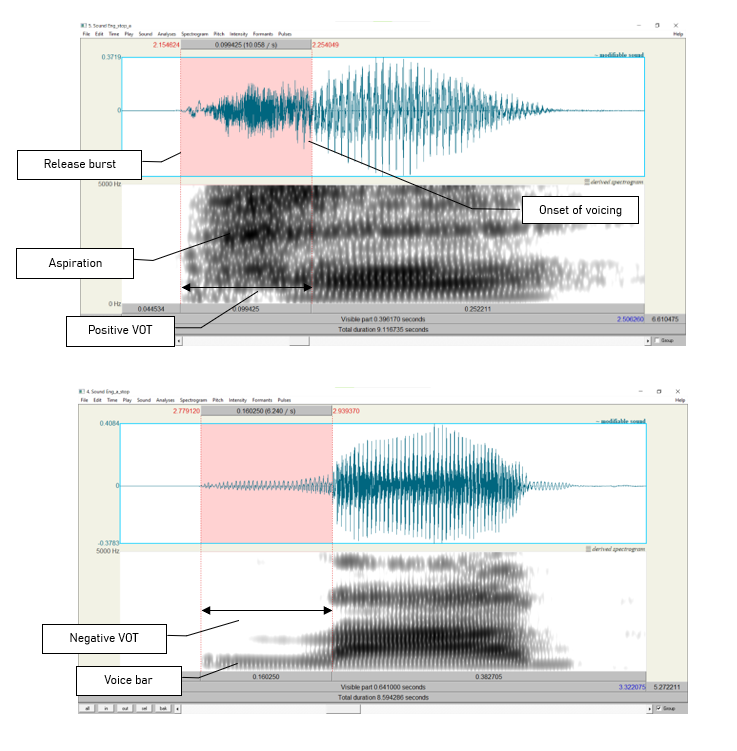 5. Sound Eng_stop_a
File Edit Time Play Sound Analyses Spectrogram Pitch Intensity Formants Pulses Help
2.154624 0.099425 (10.058 / s) 2.254049
0.3719
~ modifiable sound
0
Release burst
5000 Hz
derived spectrogram
Onset of voicing
Aspiration
0 Hz
0.044534 0.099425 0.252211
Positive VOT
Visible part 0.396170 seconds 2.506260 6.610475
Total duration 9.116735 seconds
Group
4. Sound Eng_a_stop
File Edit Time Play Sound Analyses Spectrogram Pitch Intensity Formants Pulses Help
2.779120 0.160250 (6.240 / s) 2.939370
0.4084
~ modifiable sound
0
-0.3783
5000 Hz
derived spectrogram
Negative VOT
Voice bar
0.160250 0.382705
Visible part 0.641000 seconds 3.322075 5.272211
Total duration 8.594286 seconds
all in out sel bak Group